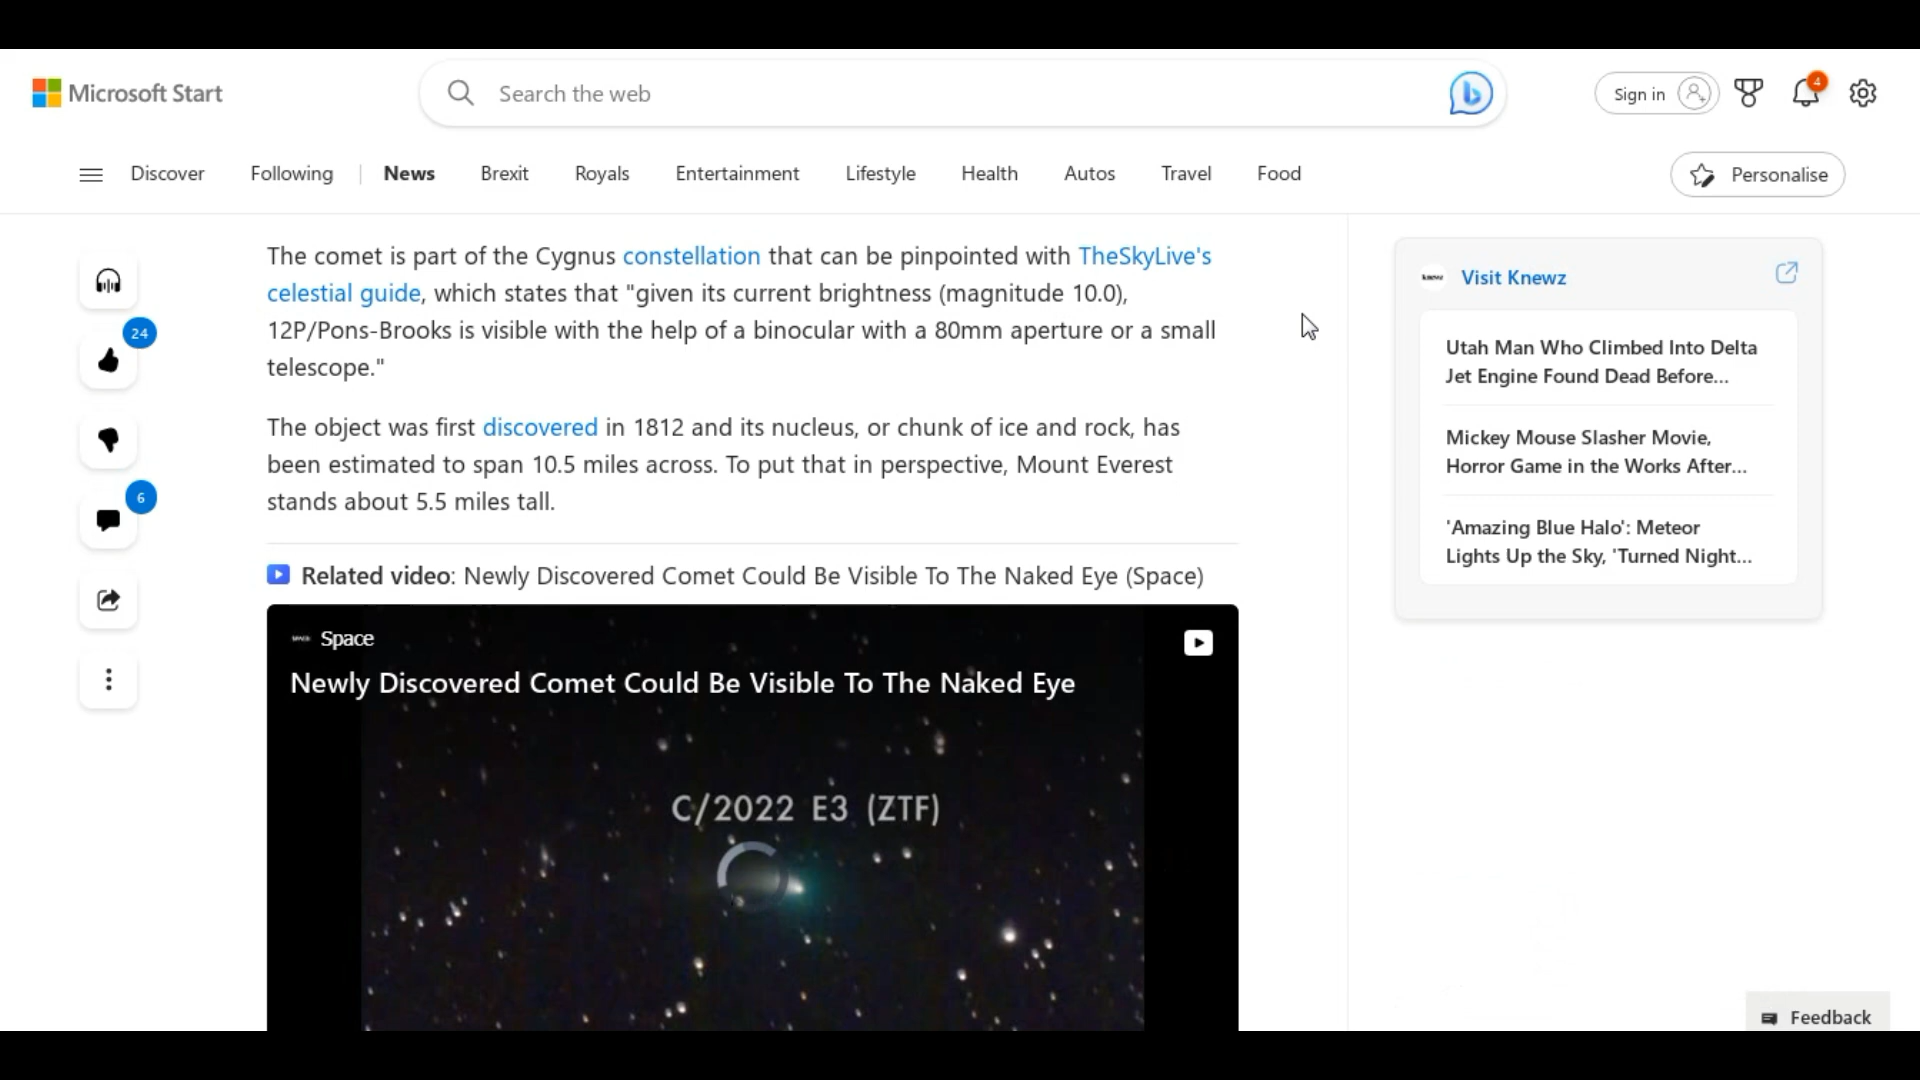 Microsoft Start
Search the web
Sign in
4
Discover
Following
News
Brexit
Royals
Entertainment
Lifestyle
Health
Autos
Travel
Food
Personalise
24
6
The comet is part of the Cygnus constellation that can be pinpointed with TheSkyLive's
celestial guide, which states that "given its current brightness (magnitude 10.0),
12P/Pons-Brooks is visible with the help of a binocular with a 80mm aperture or a small
telescope."
The object was first discovered in 1812 and its nucleus, or chunk of ice and rock, has
been estimated to span 10.5 miles across. To put that in perspective, Mount Everest
stands about 5.5 miles tall.
Related video: Newly Discovered Comet Could Be Visible To The Naked Eye (Space)
Space
Newly Discovered Comet Could Be Visible To The Naked Eye
C/2022 E3 (ZTF)
Visit Knewz
Utah Man Who Climbed Into Delta
Jet Engine Found Dead Before...
Mickey Mouse Slasher Movie,
Horror Game in the Works After...
'Amazing Blue Halo': Meteor
Lights Up the Sky, 'Turned Night...
Feedback